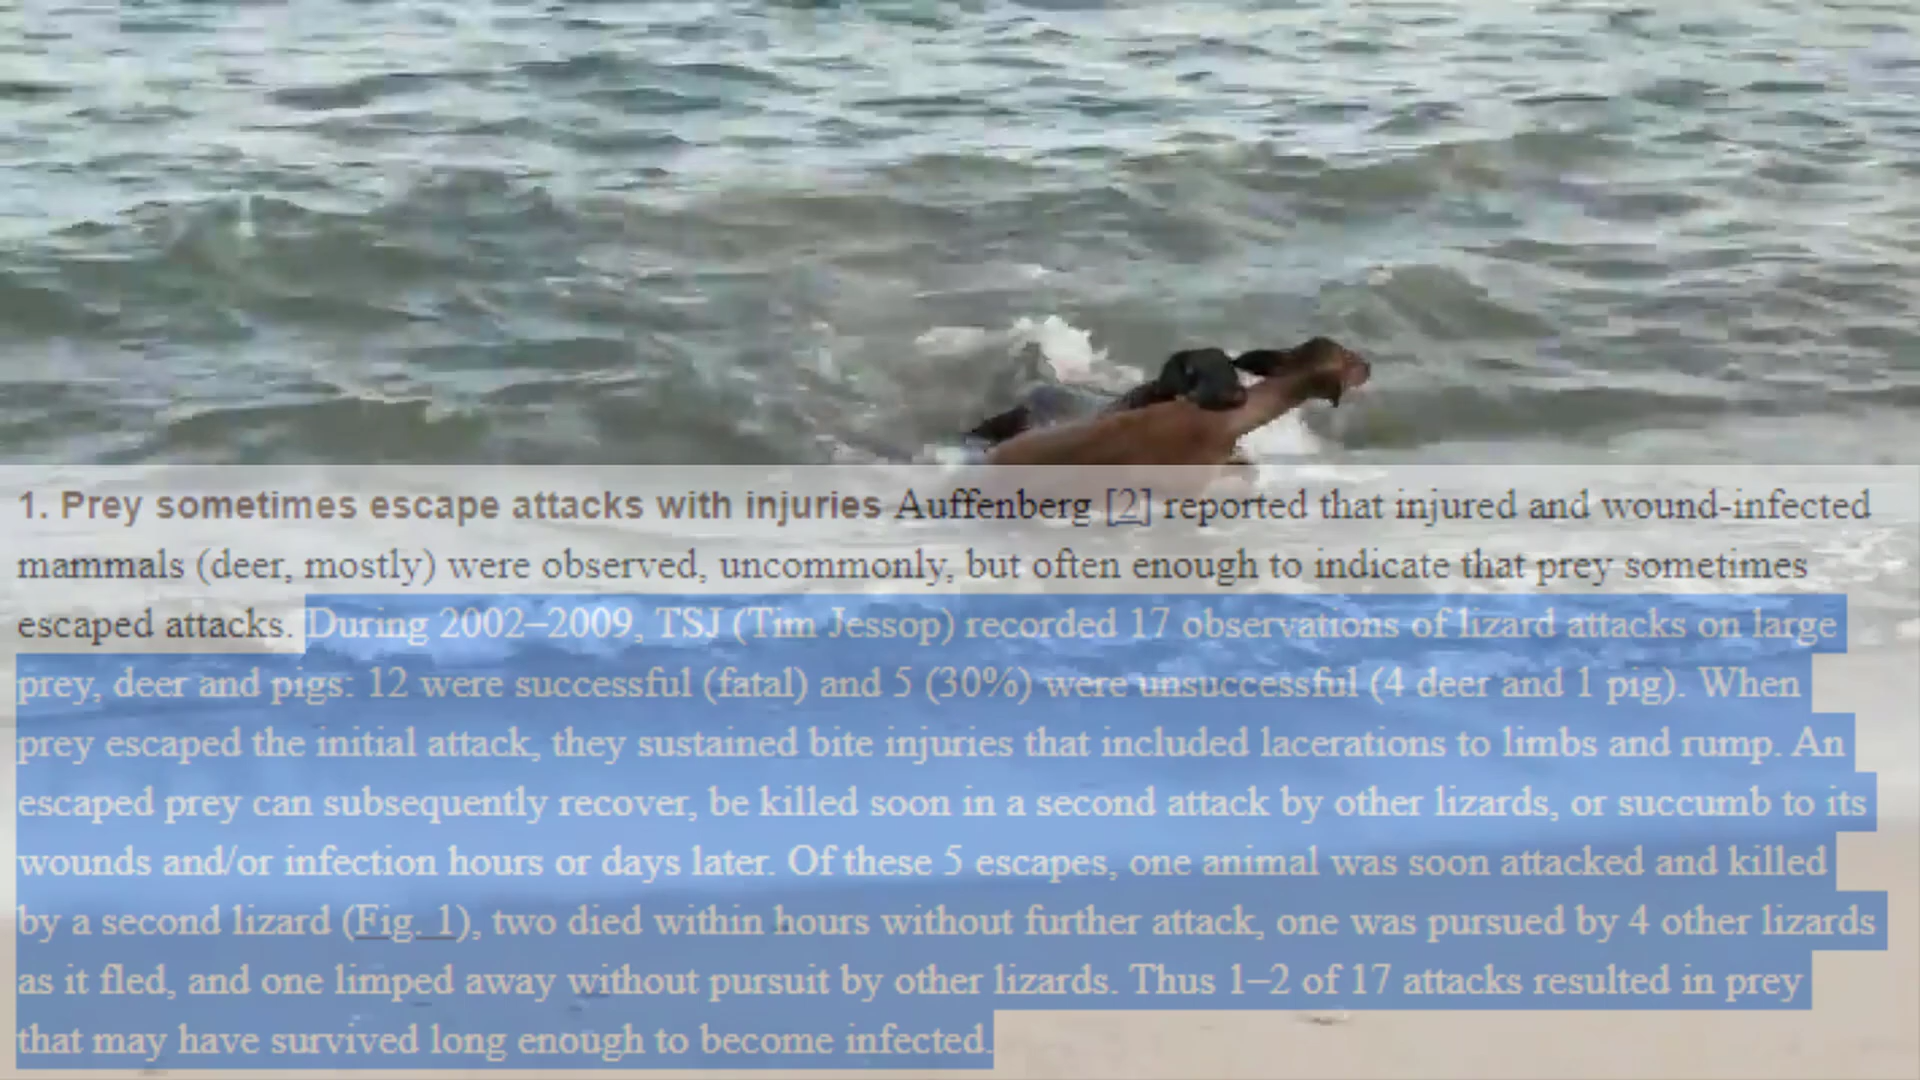 1. Prey sometimes escape attacks with injuries Auffenberg [2] reported that injured and wound-infected
mammals (deer, mostly) were observed, uncommonly, but often enough to indicate that prey sometimes
escaped attacks. During 2002–2009, TSJ (Tim Jessop) recorded 17 observations of lizard attacks on large
prey, deer and pigs: 12 were successful (fatal) and 5 (30%) were unsuccessful (4 deer and 1 pig). When
prey escaped the initial attack, they sustained bite injuries that included lacerations to limbs and rump. An
escaped prey can subsequently recover, be killed soon in a second attack by other lizards, or succumb to its
wounds and/or infection hours or days later. Of these 5 escapes, one animal was soon attacked and killed
by a second lizard (Fig. 1), two died within hours without further attack, one was pursued by 4 other lizards
as it fled, and one limped away without pursuit by other lizards. Thus 1–2 of 17 attacks resulted in prey
that may have survived long enough to become infected.